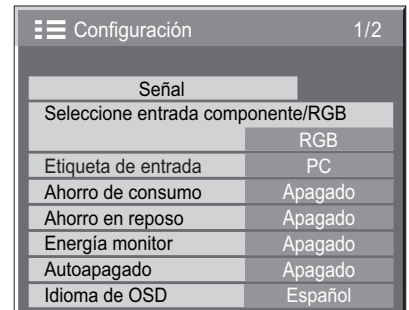 Configuración 1/2
Señal
Seleccione entrada componente/RGB
RGB
Etiqueta de entrada PC
Ahorro de consumo Apagado
Ahorro en reposo Apagado
Energía monitor Apagado
Autoapagado Apagado
Idioma de OSD Español